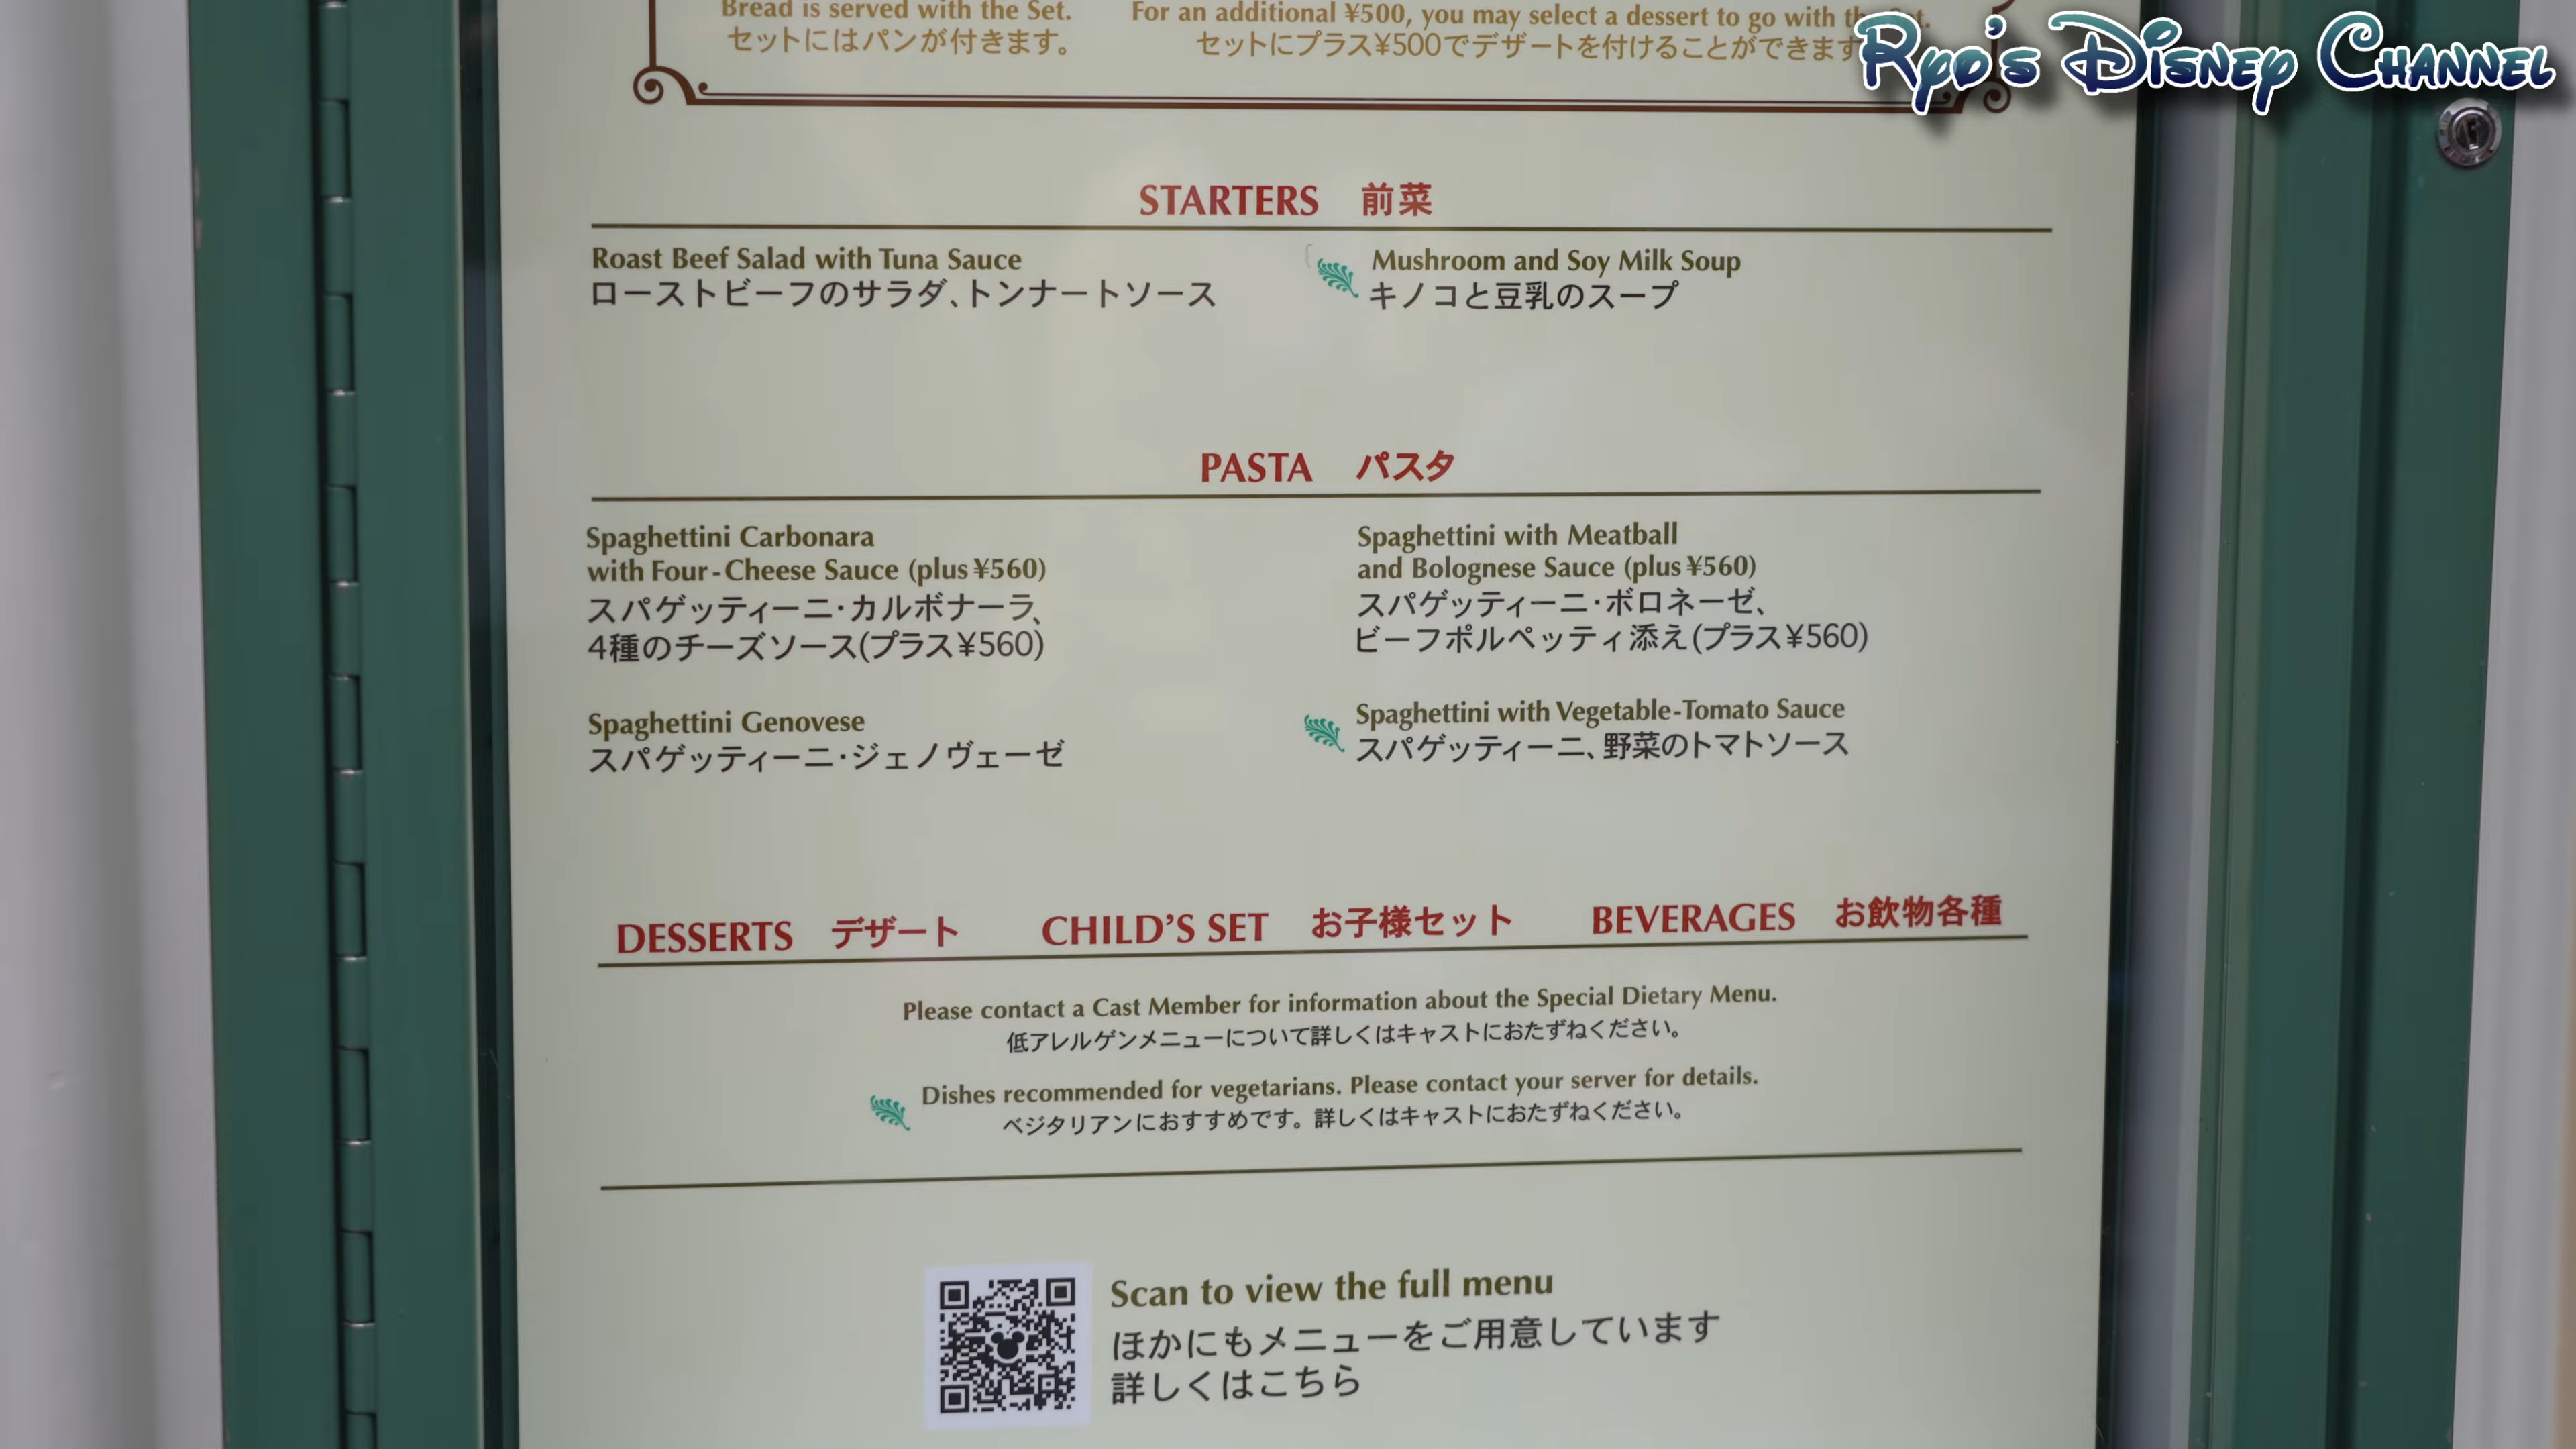 Bread is served with the Set.
セットにはパンが付きます。
For an additional ¥500, you may select a dessert to go with
セットにプラス¥500でデザートを付けることができます
Ryo's Disney Channel
STARTERS 前菜
Roast Beef Salad with Tuna Sauce
ローストビーフのサラダ、トンナートソース
Mushroom and Soy Milk Soup
キノコと豆乳のスープ
PASTA パスタ
Spaghettini Carbonara
with Four-Cheese Sauce (plus ¥560)
スパゲッティーニ・カルボナーラ、
4種のチーズソース(プラス¥560)
Spaghettini with Meatball
and Bolognese Sauce (plus ¥560)
スパゲッティーニ・ボロネーゼ、
ビーフポルペッティ添え(プラス¥560)
Spaghettini Genovese
スパゲッティーニ・ジェノヴェーゼ
Spaghettini with Vegetable-Tomato Sauce
スパゲッティーニ、野菜のトマトソース
DESSERTS デザート CHILD'S SET お子様セット BEVERAGES お飲物各種
Please contact a Cast Member for information about the Special Dietary Menu.
低アレルゲンメニューについて詳しくはキャストにおたずねください。
Dishes recommended for vegetarians. Please contact your server for details.
ベジタリアンにおすすめです。詳しくはキャストにおたずねください。
Scan to view the full menu
ほかにもメニューをご用意しています
詳しくはこちら